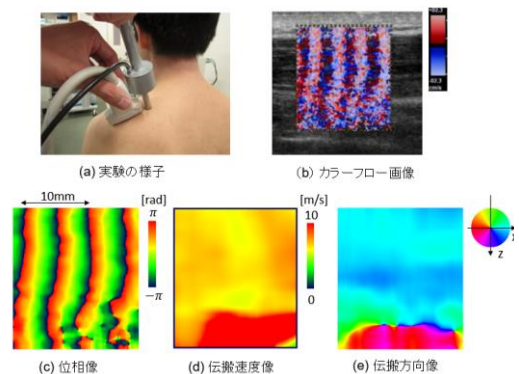 (a) 実験の様子
(b) カラーフロー画像
10mm
[rad]
π
−π
[m/s]
10
0
X
Z
(c) 位相像
(d) 伝搬速度像
(e) 伝搬方向像